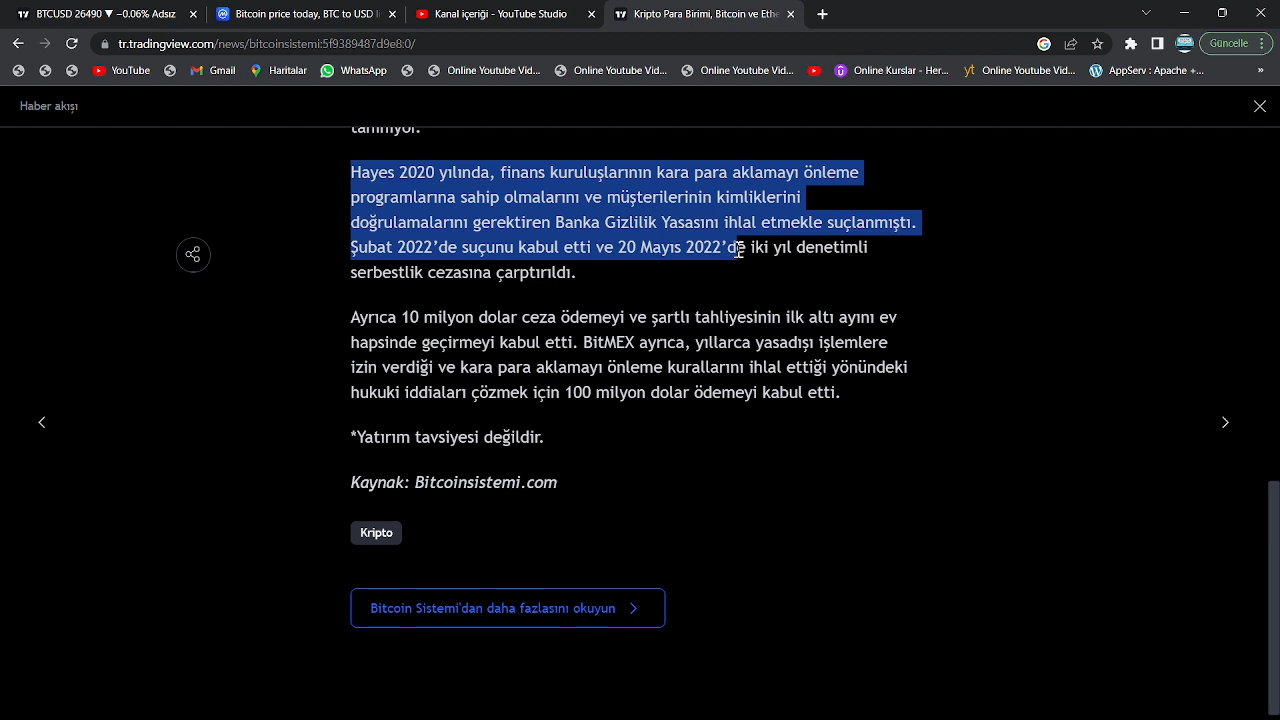 BTCUSD 26490 ▼ −0.06% Adsız
Bitcoin price today, BTC to USD li
Kanal içeriği - YouTube Studio
Kripto Para Birimi, Bitcoin ve Ethe
tr.tradingview.com/news/bitcoinsistemi:5f9389487d9e8:0/
Güncelle
YouTube
Gmail
Haritalar
WhatsApp
Online Youtube Vid...
Online Youtube Vid...
Online Youtube Vid...
Online Kurslar - Her...
Online Youtube Vid...
AppServ : Apache +...
»
Haber akışı
tanınıyor.
Hayes 2020 yılında, finans kuruluşlarının kara para aklamayı önleme
programlarına sahip olmalarını ve müşterilerinin kimliklerini
doğrulamalarını gerektiren Banka Gizlilik Yasasını ihlal etmekle suçlanmıştı.
Şubat 2022’de suçunu kabul etti ve 20 Mayıs 2022’de iki yıl denetimli
serbestlik cezasına çarptırıldı.
Ayrıca 10 milyon dolar ceza ödemeyi ve şartlı tahliyesinin ilk altı ayını ev
hapsinde geçirmeyi kabul etti. BitMEX ayrıca, yıllarca yasadışı işlemlere
izin verdiği ve kara para aklamayı önleme kurallarını ihlal ettiği yönündeki
hukuki iddiaları çözmek için 100 milyon dolar ödemeyi kabul etti.
*Yatırım tavsiyesi değildir.
Kaynak: Bitcoinsistemi.com
Kripto
Bitcoin Sistemi'dan daha fazlasını okuyun